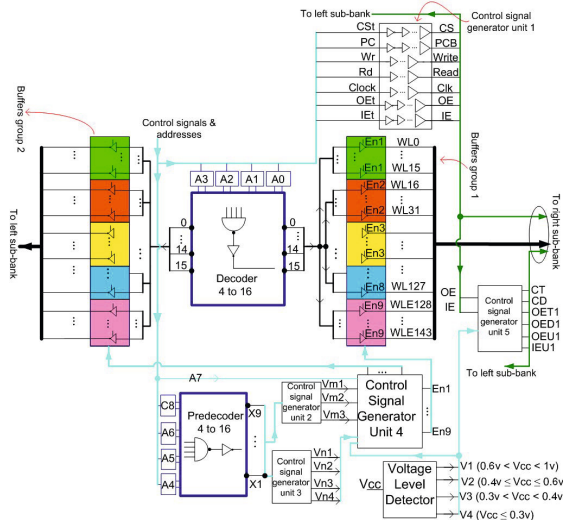 To left sub-bank
Control signal
generator unit 1
CSt
CS
PC
PCB
Wr
Write
Rd
Read
Clock
Clk
OEt
OE
IEt
IE
Buffers group 2
Control signals &
addresses
Buffers group 1
En1
WL0
En1
WL15
En2
WL16
En2
WL31
En3
En3
En8
WL127
En9
WLE128
En9
WLE143
A3
A2
A1
A0
0
14
15
0
14
15
Decoder
4 to 16
To left sub-bank
To right sub-bank
OE
IE
Control
signal
generator
unit 5
CT
CD
OET1
OED1
OEU1
IEU1
To left sub-bank
A7
C8
A6
A5
A4
Predecoder
4 to 16
X9
X1
Control
signal
generator
unit 2
Vm1
Vm2
Vm3
Control
signal
generator
unit 3
Vn1
Vn2
Vn3
Vn4
Control
Signal
Generator
Unit 4
En1
En9
Vcc
Voltage
Level
Detector
V1 (0.6v < Vcc < 1v)
V2 (0.4v ≤ Vcc ≤ 0.6v)
V3 (0.3v < Vcc < 0.4v)
V4 (Vcc ≤ 0.3v)